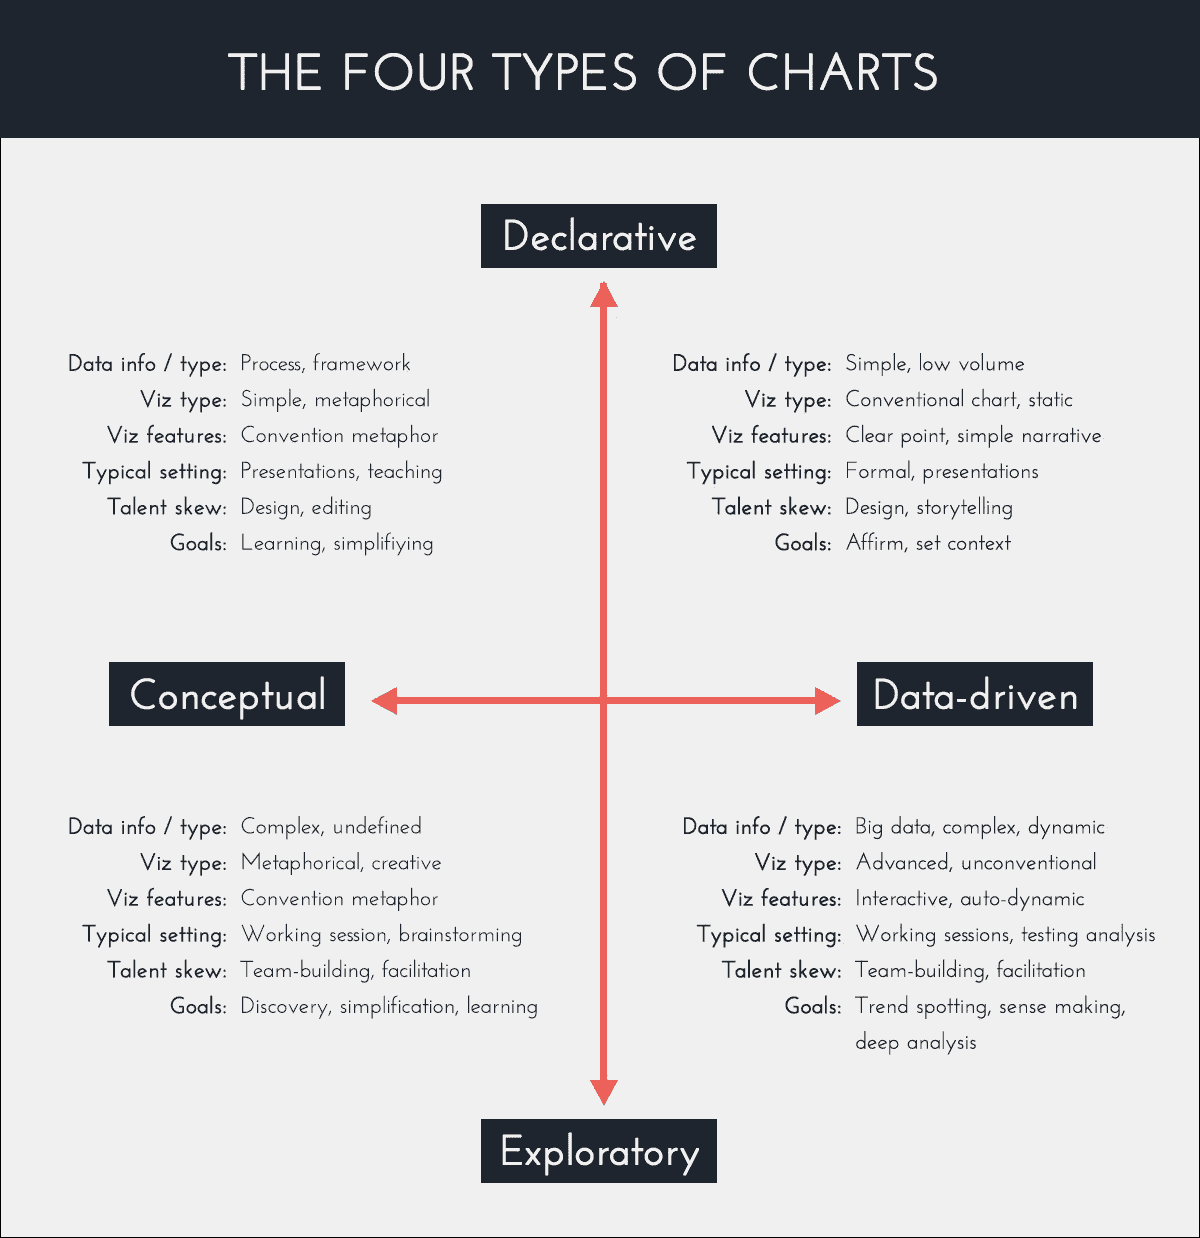 THE FOUR TYPES OF CHARTS
Declarative
Data info / type: Process, framework
Viz type: Simple, metaphorical
Viz features: Convention metaphor
Typical setting: Presentations, teaching
Talent skew: Design, editing
Goals: Learning, simplifiying
Data info / type: Simple, low volume
Viz type: Conventional chart, static
Viz features: Clear point, simple narrative
Typical setting: Formal, presentations
Talent skew: Design, storytelling
Goals: Affirm, set context
Conceptual
Data-driven
Data info / type: Complex, undefined
Viz type: Metaphorical, creative
Viz features: Convention metaphor
Typical setting: Working session, brainstorming
Talent skew: Team-building, facilitation
Goals: Discovery, simplification, learning
Data info / type: Big data, complex, dynamic
Viz type: Advanced, unconventional
Viz features: Interactive, auto-dynamic
Typical setting: Working sessions, testing analysis
Talent skew: Team-building, facilitation
Goals: Trend spotting, sense making,
deep analysis
Exploratory